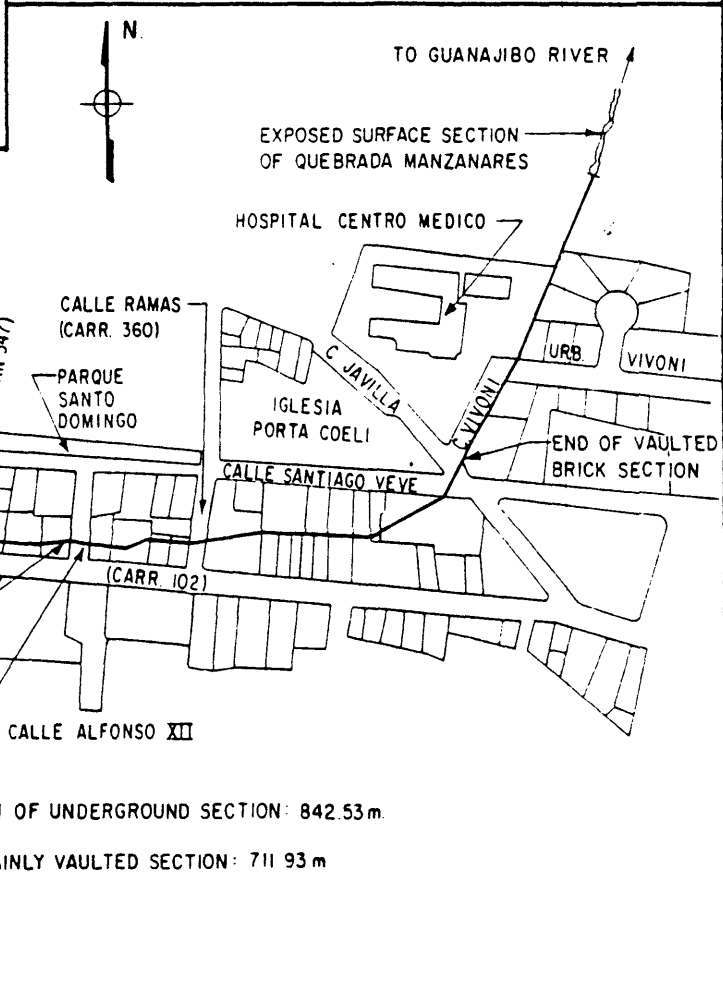 N.
TO GUANAJIBO RIVER
EXPOSED SURFACE SECTION
OF QUEBRADA MANZANARES
HOSPITAL CENTRO MEDICO
CALLE RAMAS
(CARR. 360)
PARQUE
SANTO
DOMINGO
C. JAVILLA
IGLESIA
PORTA COELI
C. VIVONI
URB. VIVONI
END OF VAULTED
BRICK SECTION
CALLE SANTIAGO VEVE
(CARR. 102)
CALLE ALFONSO XII
OF UNDERGROUND SECTION: 842.53 m.
AINLY VAULTED SECTION: 711 93 m